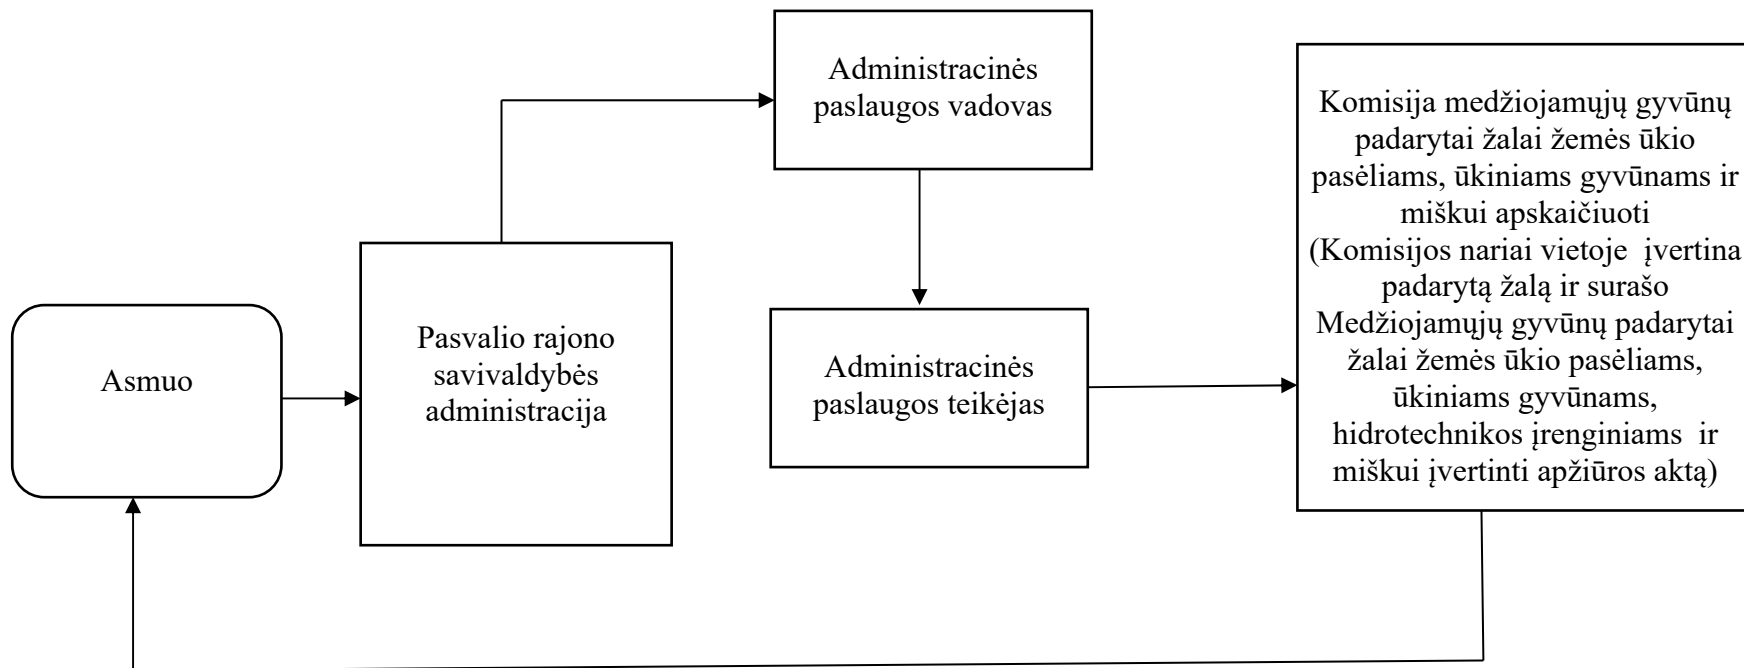 Asmuo
Pasvalio rajono
savivaldybės
administracija
Administracinės
paslaugos vadovas
Administracinės
paslaugos teikėjas
Komisija medžiojamųjų gyvūnų
padarytai žalai žemės ūkio
pasėliams, ūkiniams gyvūnams ir
miškui apskaičiuoti
(Komisijos nariai vietoje įvertina
padarytą žalą ir surašo
Medžiojamųjų gyvūnų padarytai
žalai žemės ūkio pasėliams,
ūkiniams gyvūnams,
hidrotechnikos įrenginiams ir
miškui įvertinti apžiūros aktą)